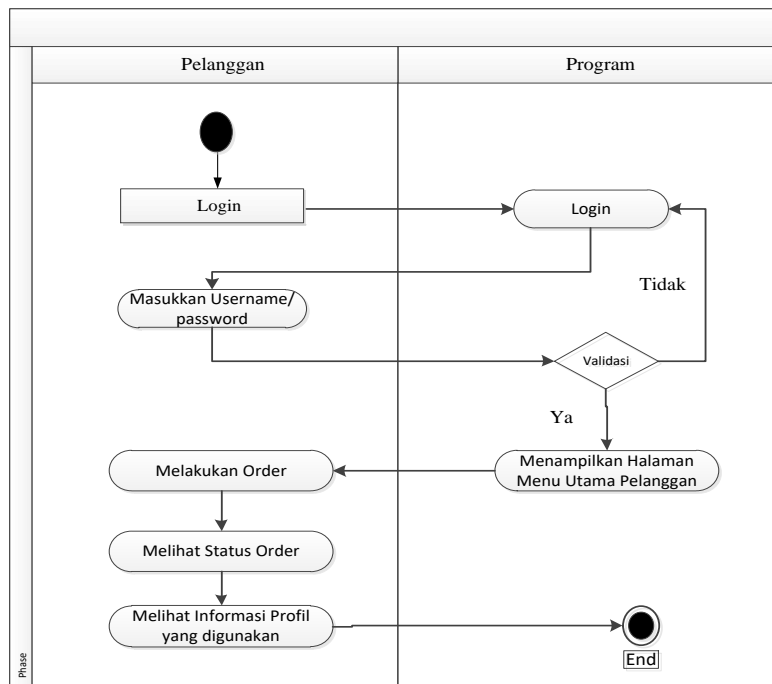 Pelanggan
Program
Login
Login
Masukkan Username/
password
Tidak
Validasi
Ya
Menampilkan Halaman
Menu Utama Pelanggan
Melakukan Order
Melihat Status Order
Melihat Informasi Profil
yang digunakan
End
Phase